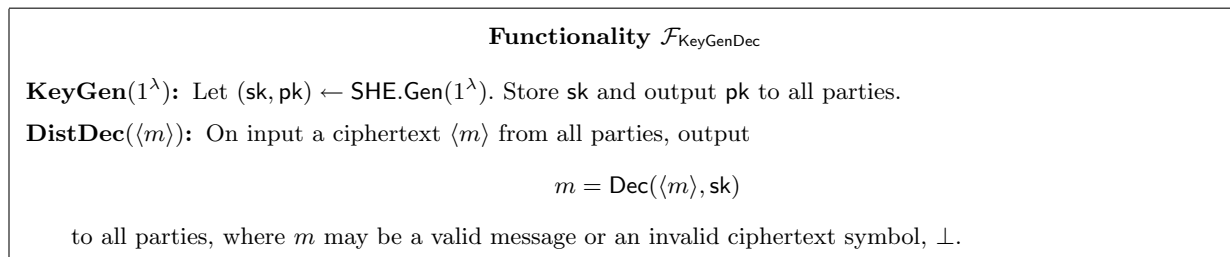 Functionality 𝓕KeyGenDec
KeyGen(1^λ): Let (sk, pk) ← SHE.Gen(1^λ). Store sk and output pk to all parties.
DistDec(⟨m⟩): On input a ciphertext ⟨m⟩ from all parties, output
m = Dec(⟨m⟩, sk)
to all parties, where m may be a valid message or an invalid ciphertext symbol, ⊥.